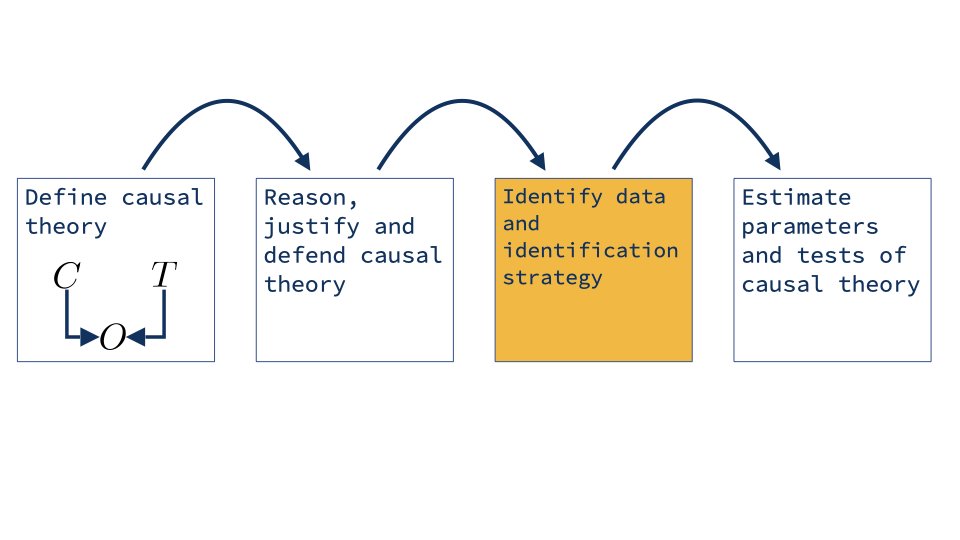 Define causal
theory
C T
O
Reason,
justify and
defend causal
theory
Identify data
and
identification
strategy
Estimate
parameters
and tests of
causal theory